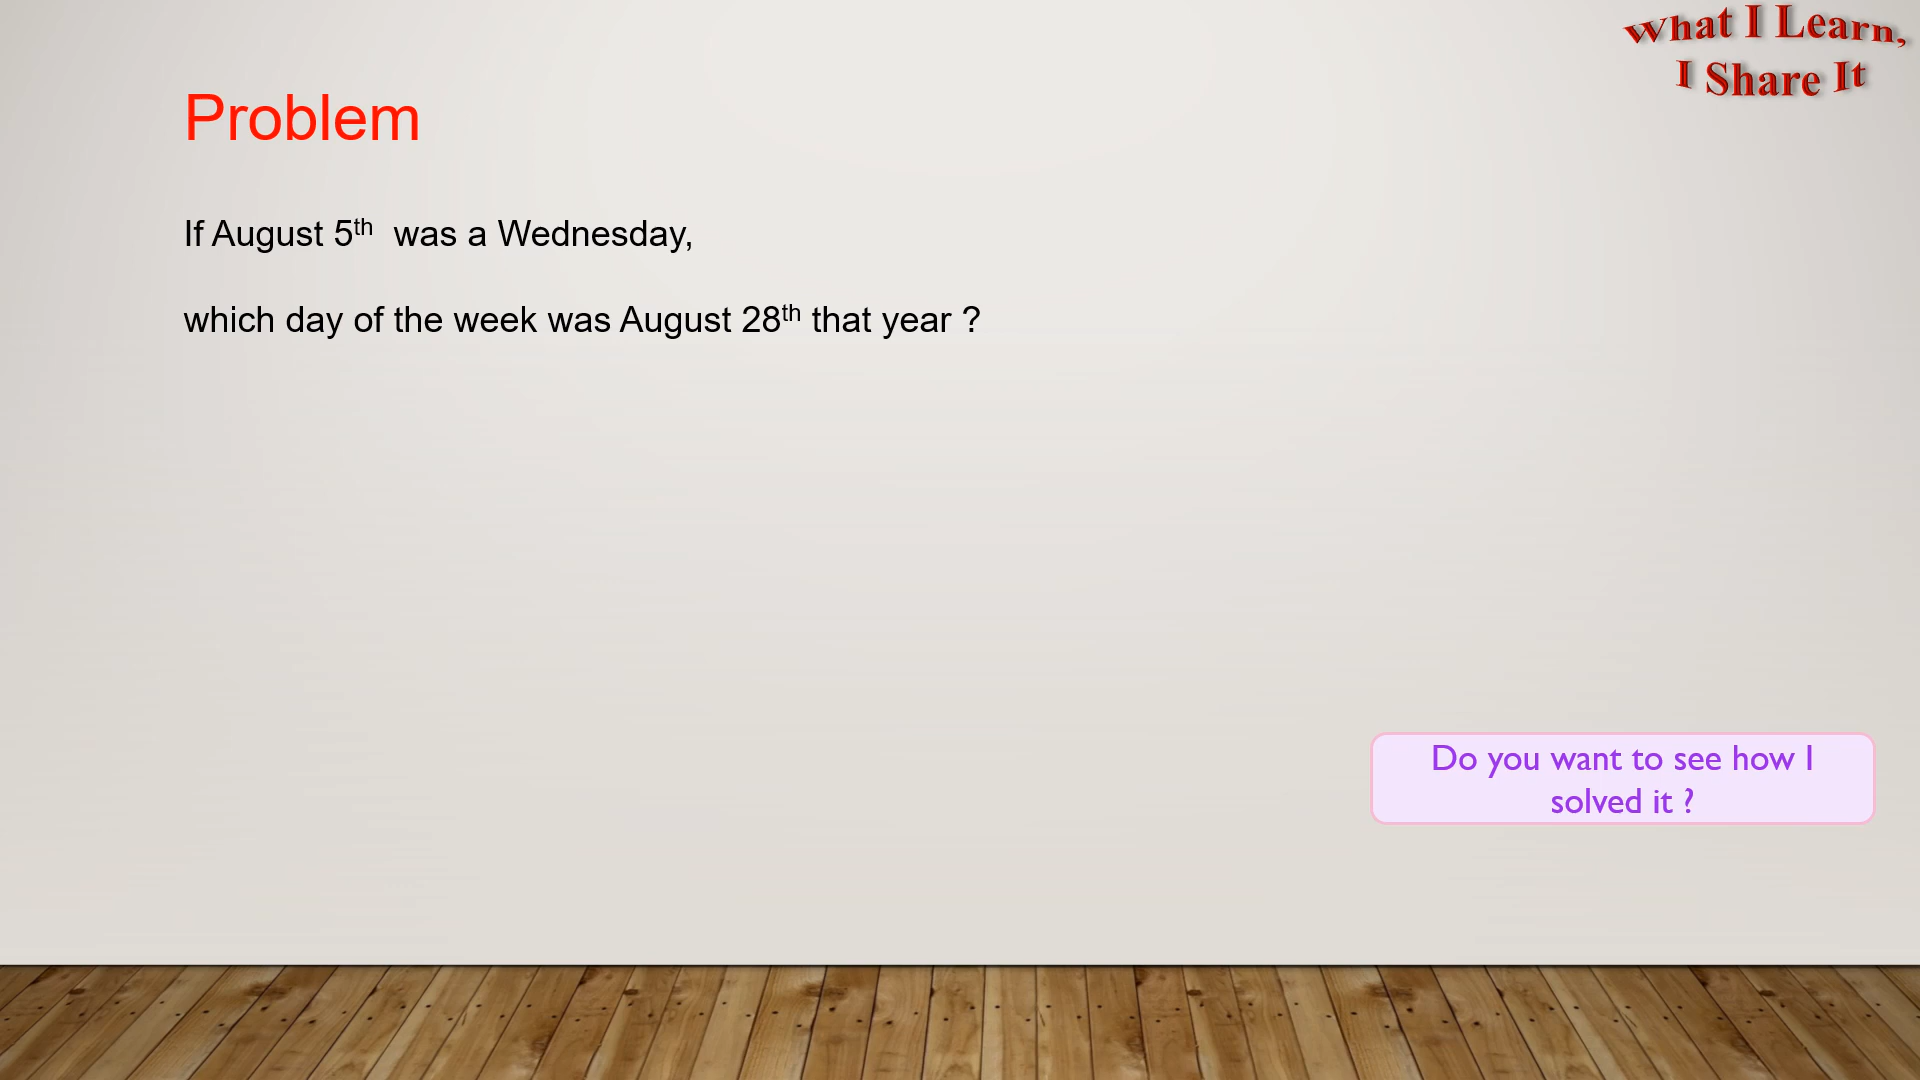 What I Learn,
I Share It
Problem
If August 5th was a Wednesday,
which day of the week was August 28th that year ?
Do you want to see how I
solved it ?